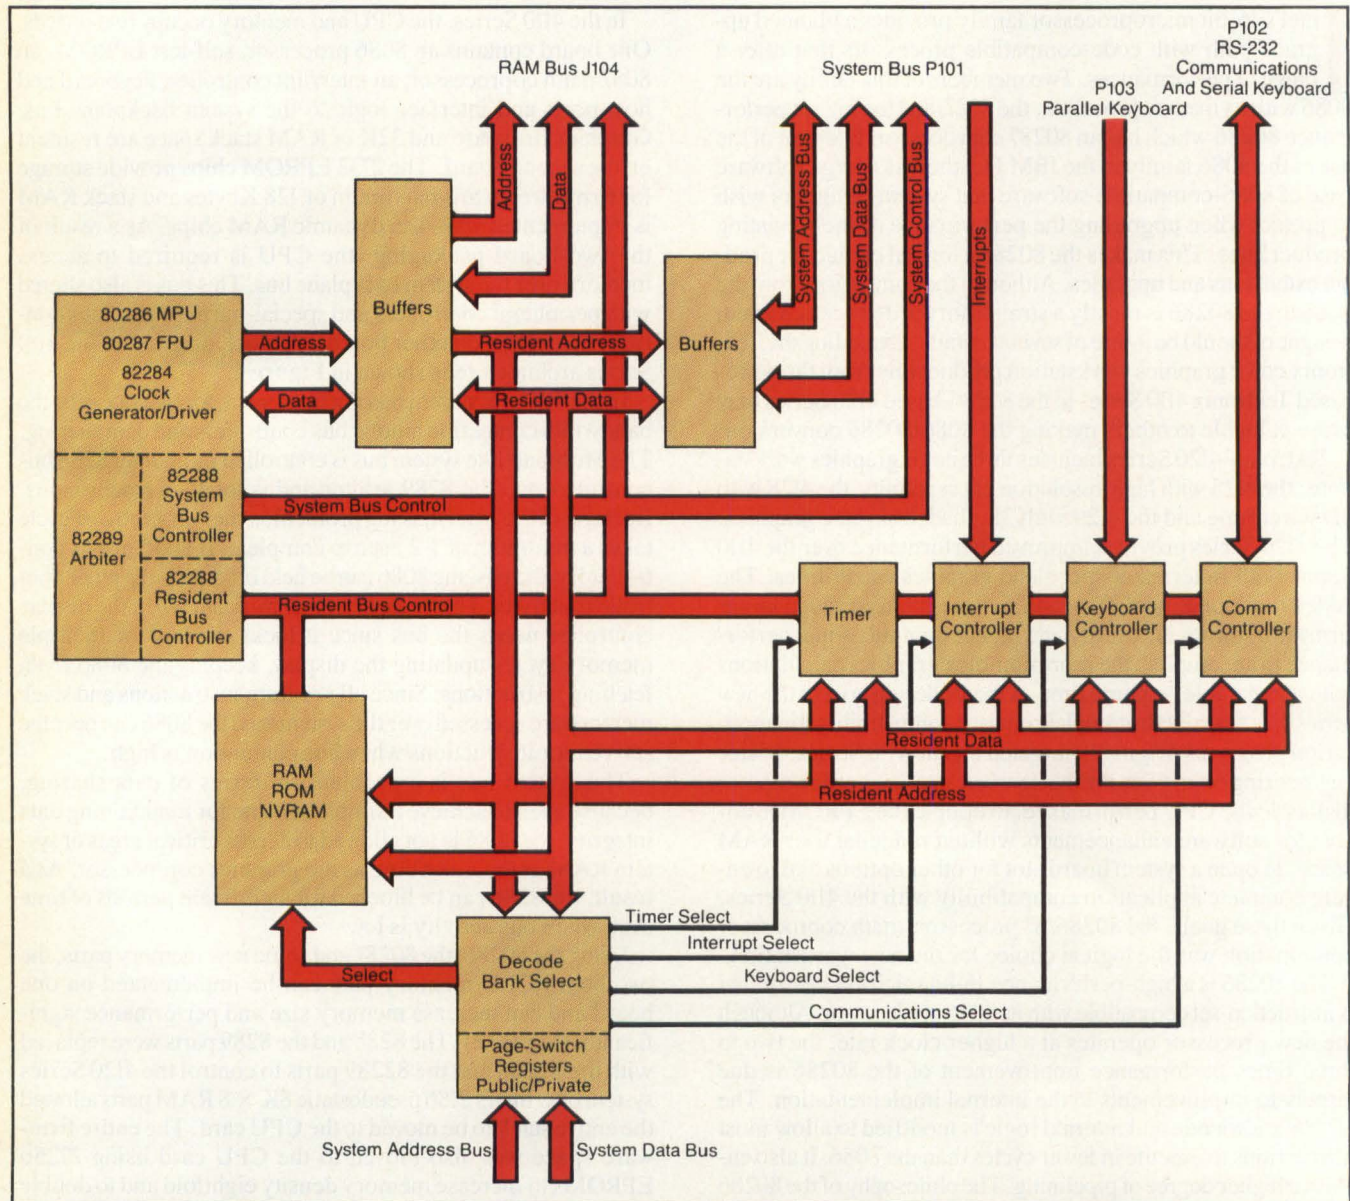 RAM Bus J104
System Bus P101
P102
RS-232
Communications
And Serial Keyboard
P103
Parallel Keyboard
Address
Data
System Address Bus
System Data Bus
System Control Bus
Interrupts
80286 MPU
80287 FPU
82284
Clock
Generator/Driver
Address
Data
Buffers
Resident Address
Resident Data
Buffers
82289
Arbiter
82288
System
Bus
Controller
82288
Resident
Bus
Controller
System Bus Control
Resident Bus Control
Timer
Interrupt
Controller
Keyboard
Controller
Comm
Controller
Resident Data
Resident Address
RAM
ROM
NVRAM
Select
Decode
Bank Select
Page-Switch
Registers
Public/Private
Timer Select
Interrupt Select
Keyboard Select
Communications Select
System Address Bus
System Data Bus